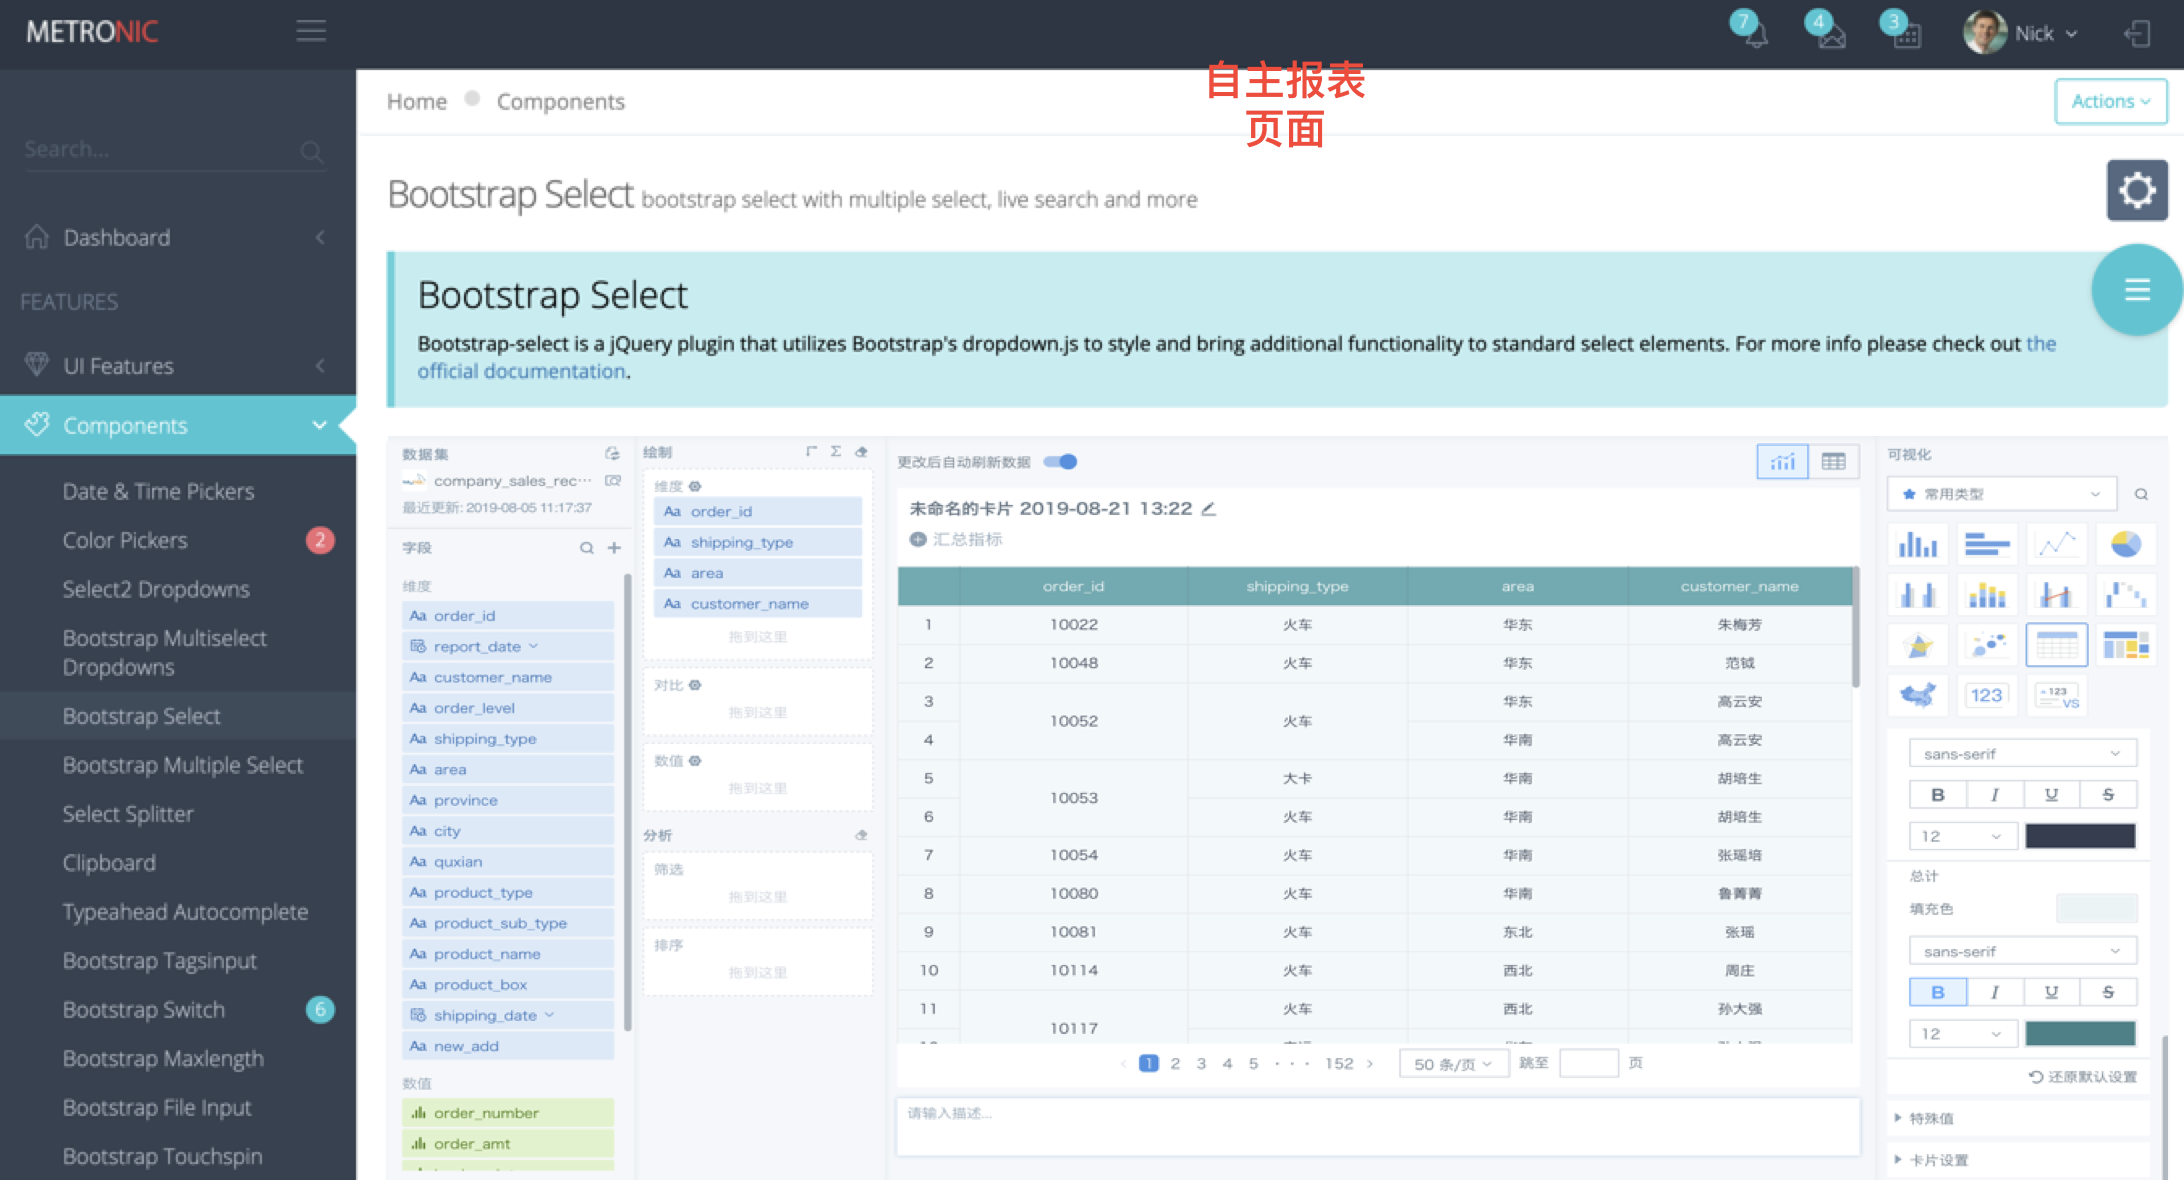 METRONIC
7
4
3
Nick
自主报表
页面
Home
Components
Actions
Search...
Bootstrap Select bootstrap select with multiple select, live search and more
Dashboard
FEATURES
UI Features
Components
Date & Time Pickers
Color Pickers
2
Select2 Dropdowns
Bootstrap Multiselect
Dropdowns
Bootstrap Select
Bootstrap Multiple Select
Select Splitter
Clipboard
Typeahead Autocomplete
Bootstrap Tagsinput
Bootstrap Switch
6
Bootstrap Maxlength
Bootstrap File Input
Bootstrap Touchspin
Bootstrap Select
Bootstrap-select is a jQuery plugin that utilizes Bootstrap's dropdown.js to style and bring additional functionality to standard select elements. For more info please check out the
official documentation.
数据集
company_sales_rec···
最近更新: 2019-08-05 11:17:37
字段
维度
Aa order_id
report_date
Aa customer_name
Aa order_level
Aa shipping_type
Aa area
Aa province
Aa city
Aa quxian
Aa product_type
Aa product_sub_type
Aa product_name
Aa product_box
shipping_date
Aa new_add
数值
order_number
order_amt
绘制
Σ
维度
Aa order_id
Aa shipping_type
Aa area
Aa customer_name
拖到这里
对比
拖到这里
数值
拖到这里
分析
筛选
拖到这里
排序
拖到这里
更改后自动刷新数据
未命名的卡片 2019-08-21 13:22
汇总指标
order_id shipping_type area customer_name
1 10022 火车 华东 朱梅芳
2 10048 火车 华东 范钺
3 10052 火车 华东 高云安
4 华南 高云安
5 10053 大卡 华南 胡培生
6 火车 华南 胡培生
7 10054 火车 华南 张瑶培
8 10080 火车 华南 鲁菁菁
9 10081 火车 东北 张瑶
10 10114 火车 西北 周庄
11 10117 火车 西北 孙大强
1 2 3 4 5 ··· 152
50 条/页
跳至
页
请输入描述...
可视化
常用类型
123
123
VS
sans-serif
B I U S
12
总计
填充色
sans-serif
B I U S
12
还原默认设置
特殊值
卡片设置